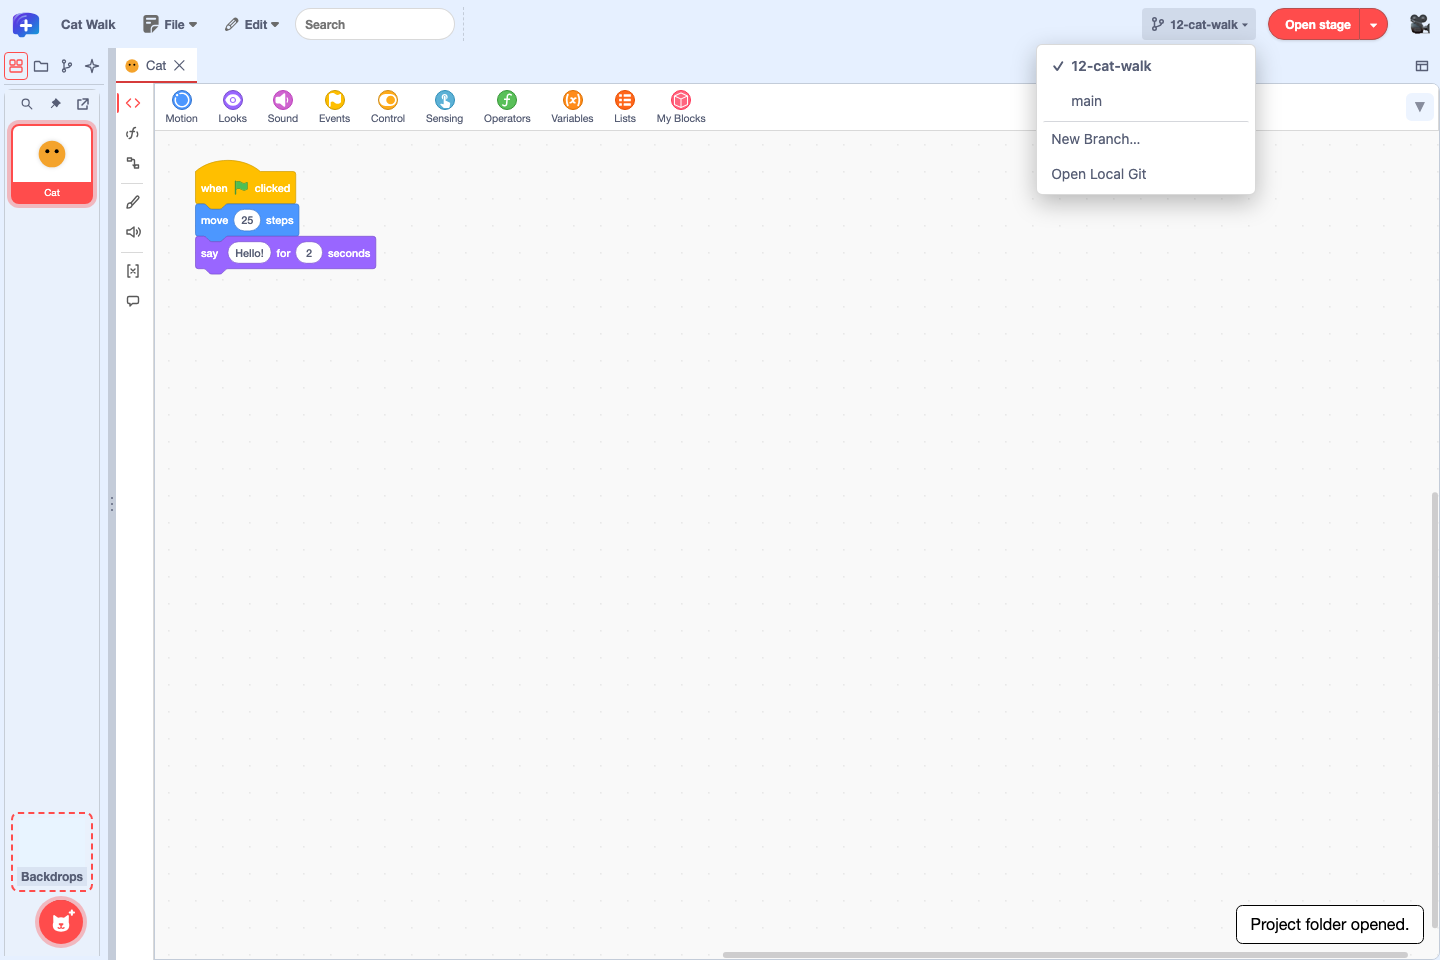 Cat Walk
File
Edit
Search
12-cat-walk
Open stage
Cat
12-cat-walk
main
New Branch...
Open Local Git
Motion
Looks
Sound
Events
Control
Sensing
Operators
Variables
Lists
My Blocks
when clicked
move 25 steps
say Hello! for 2 seconds
Cat
Backdrops
Project folder opened.